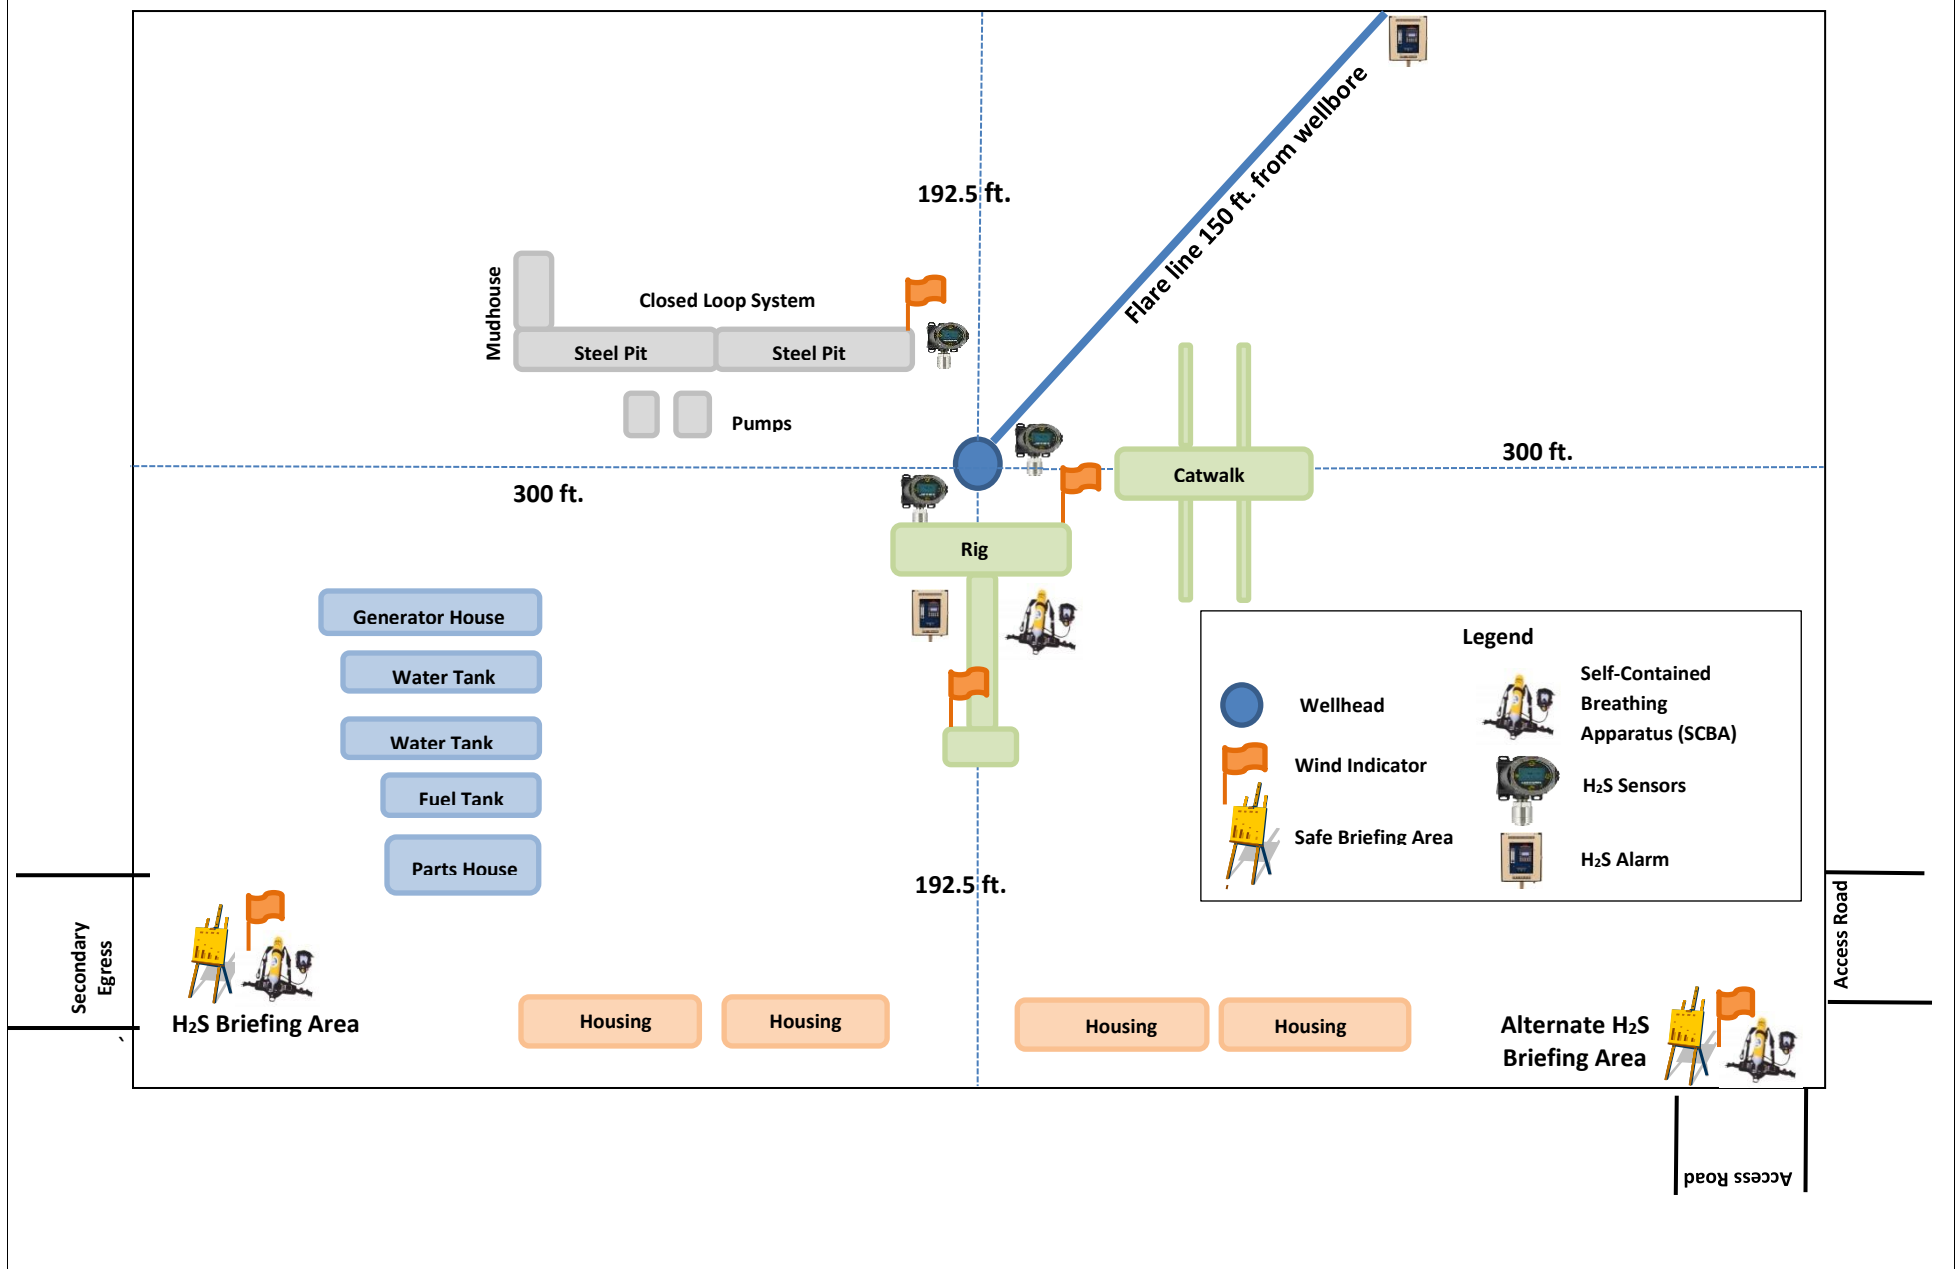 192.5 ft.
Flare line 150 ft. from wellbore
Mudhouse
Closed Loop System
Steel Pit
Steel Pit
Pumps
300 ft.
300 ft.
Catwalk
Rig
Generator House
Water Tank
Water Tank
Fuel Tank
Parts House
192.5 ft.
Legend
Wellhead
Self-Contained
Breathing
Apparatus (SCBA)
Wind Indicator
H2S Sensors
Safe Briefing Area
H2S Alarm
Secondary
Egress
H2S Briefing Area
Housing
Housing
Housing
Housing
Alternate H2S
Briefing Area
Access Road
Access Road